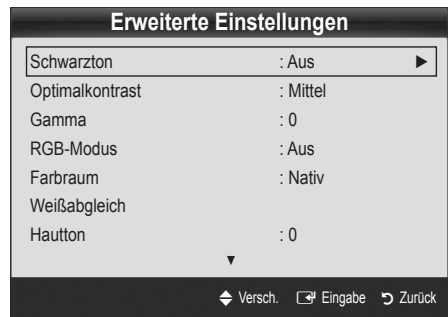 Erweiterte Einstellungen
Schwarzton : Aus ▶
Optimalkontrast : Mittel
Gamma : 0
RGB-Modus : Aus
Farbraum : Nativ
Weißabgleich
Hautton : 0
▼
Versch. Eingabe Zurück